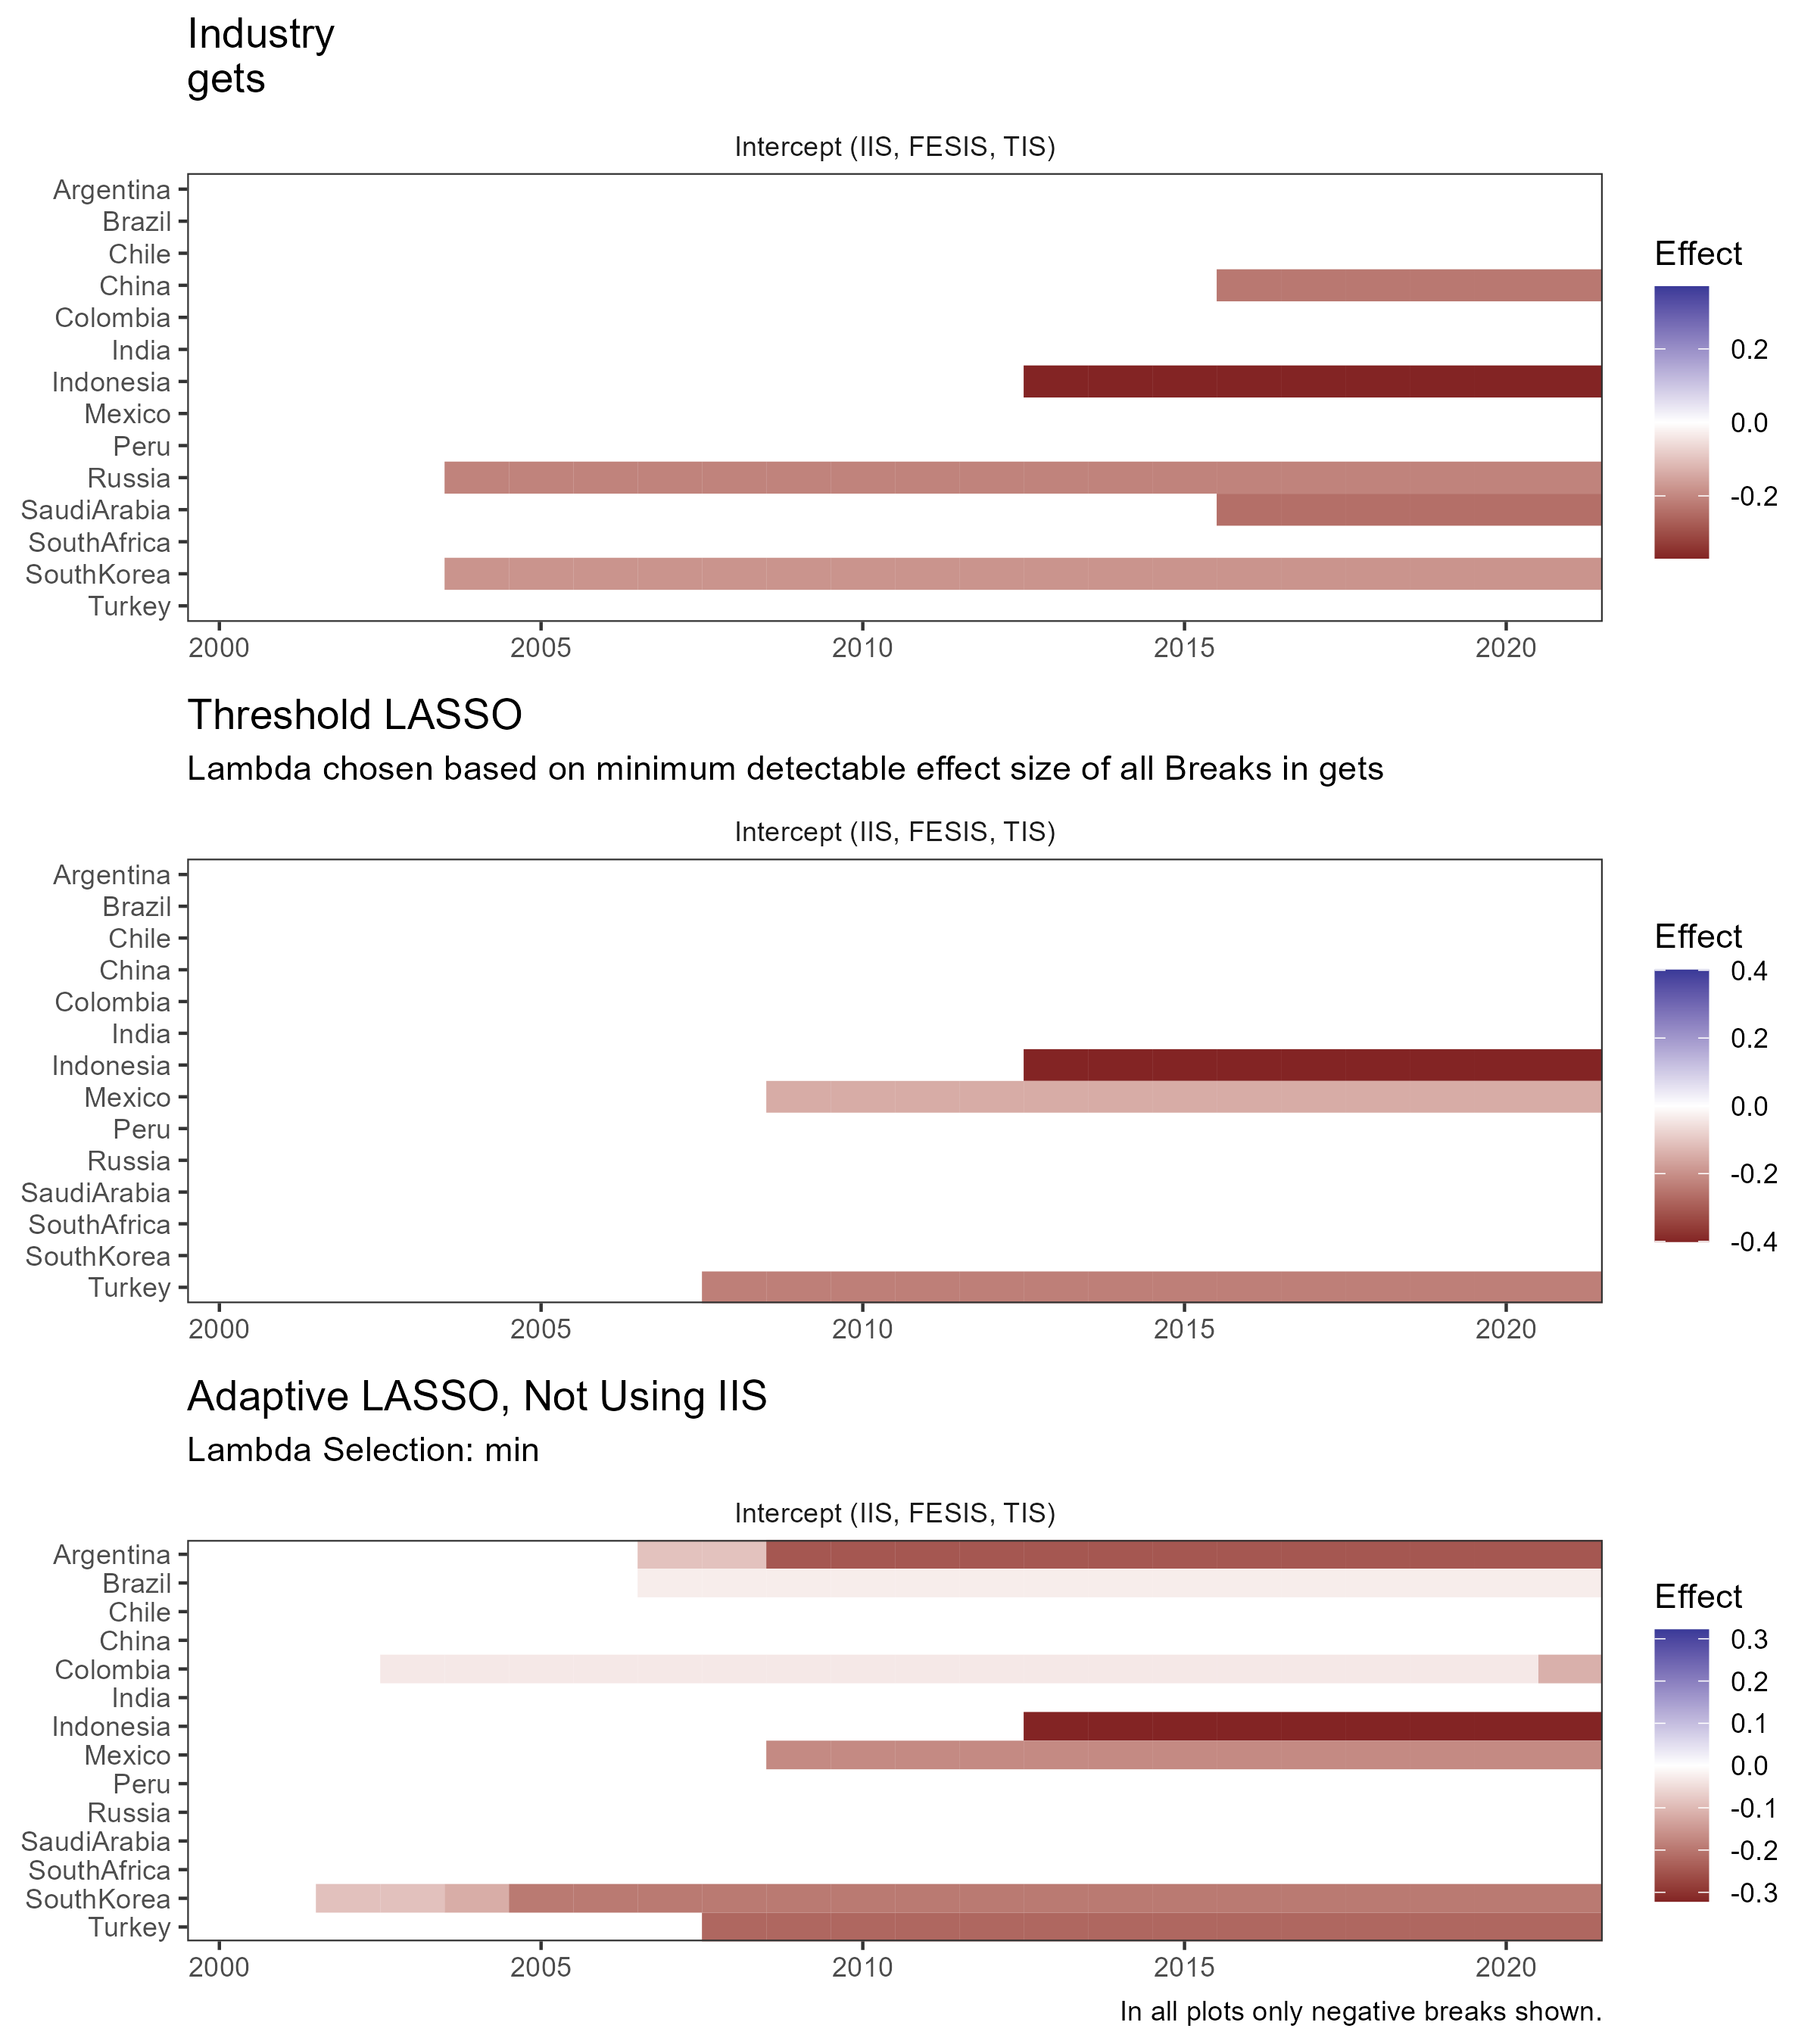 Industry
gets
Intercept (IIS, FESIS, TIS)
Argentina
Brazil
Chile
China
Colombia
India
Indonesia
Mexico
Peru
Russia
SaudiArabia
SouthAfrica
SouthKorea
Turkey
2000 2005 2010 2015 2020
Effect
0.2
0.0
-0.2
Threshold LASSO
Lambda chosen based on minimum detectable effect size of all Breaks in gets
Intercept (IIS, FESIS, TIS)
Argentina
Brazil
Chile
China
Colombia
India
Indonesia
Mexico
Peru
Russia
SaudiArabia
SouthAfrica
SouthKorea
Turkey
2000 2005 2010 2015 2020
Effect
0.4
0.2
0.0
-0.2
-0.4
Adaptive LASSO, Not Using IIS
Lambda Selection: min
Intercept (IIS, FESIS, TIS)
Argentina
Brazil
Chile
China
Colombia
India
Indonesia
Mexico
Peru
Russia
SaudiArabia
SouthAfrica
SouthKorea
Turkey
2000 2005 2010 2015 2020
Effect
0.3
0.2
0.1
0.0
-0.1
-0.2
-0.3
In all plots only negative breaks shown.